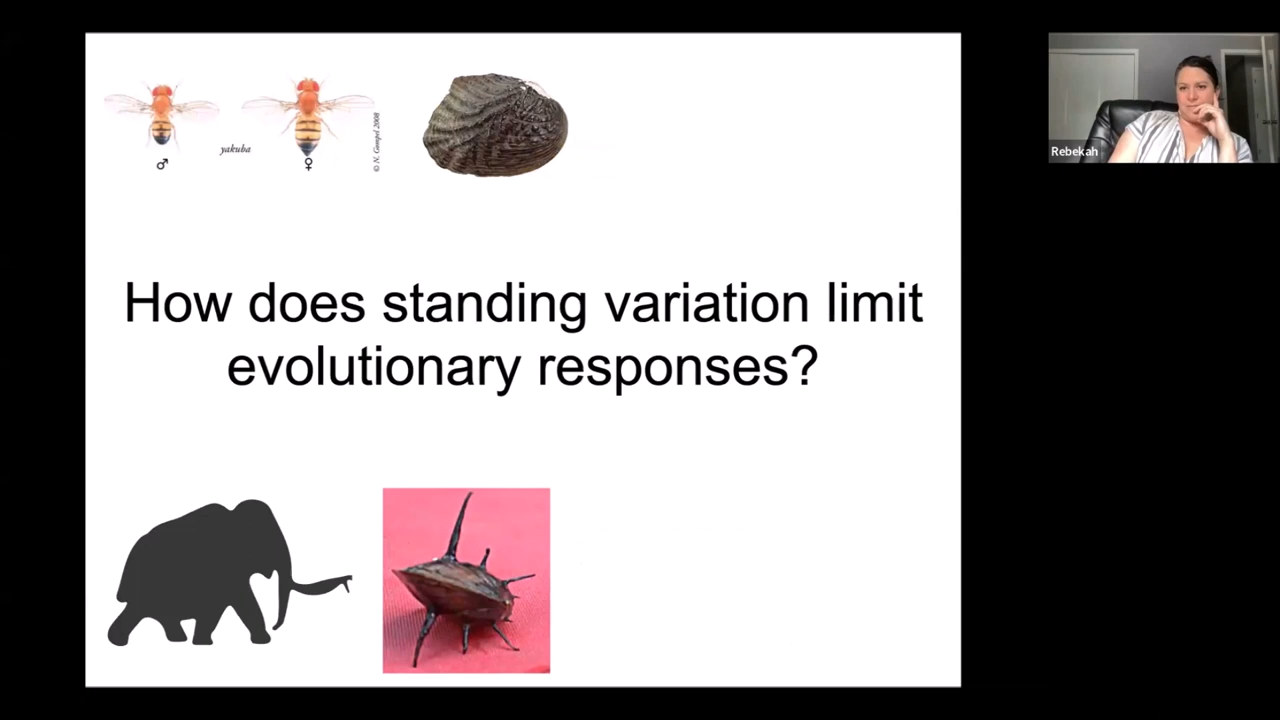 ♂
yakuba
♀
© N. Gompel 2008
Rebekah
How does standing variation limit
evolutionary responses?